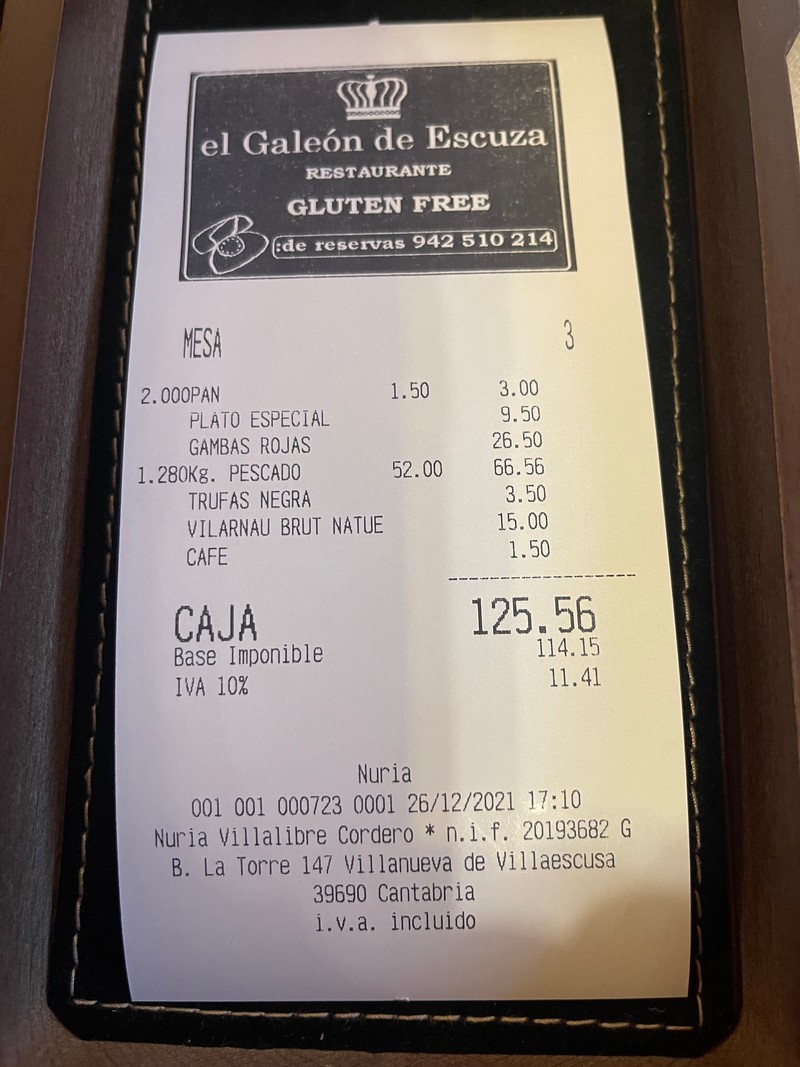 el Galeón de Escuza
RESTAURANTE
GLUTEN FREE
:de reservas 942 510 214
MESA 3
2.000PAN 1.50 3.00
PLATO ESPECIAL 9.50
GAMBAS ROJAS 26.50
1.280Kg. PESCADO 52.00 66.56
TRUFAS NEGRA 3.50
VILARNAU BRUT NATUE 15.00
CAFE 1.50
CAJA 125.56
Base Imponible 114.15
IVA 10% 11.41
Nuria
001 001 000723 0001 26/12/2021 17:10
Nuria Villalibre Cordero * n.i.f. 20193682 G
B. La Torre 147 Villanueva de Villaescusa
39690 Cantabria
i.v.a. incluido